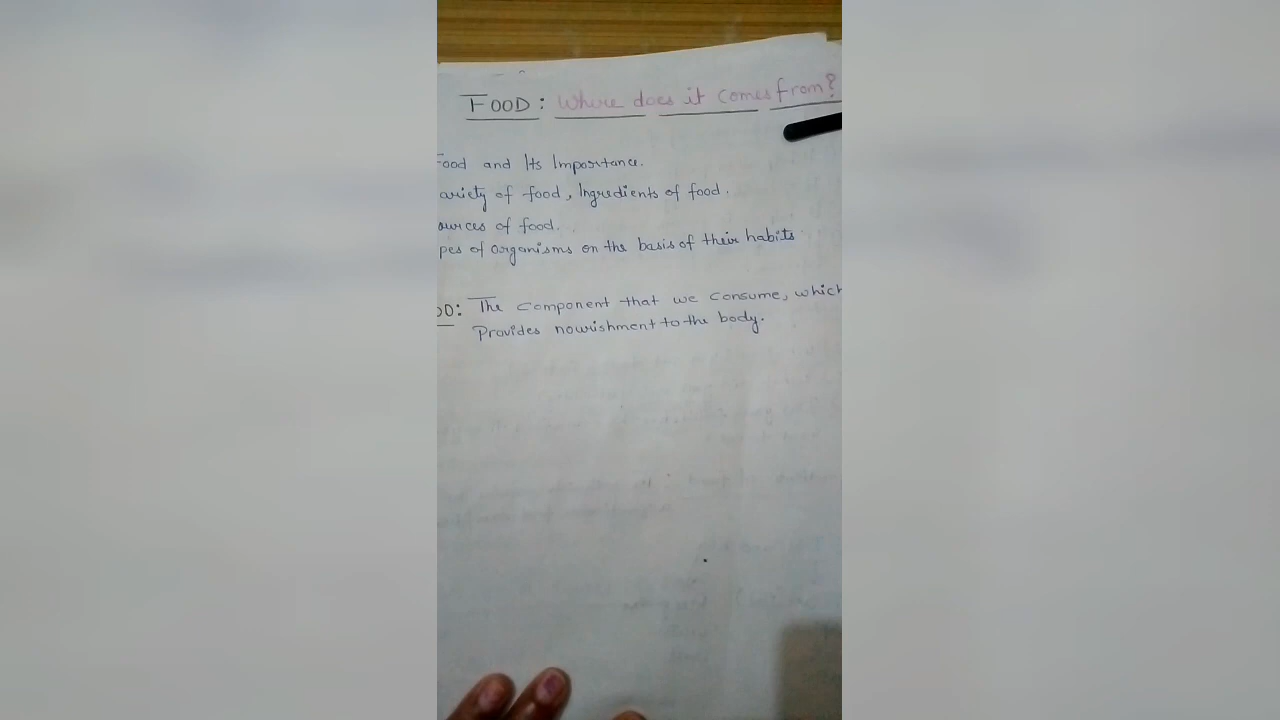 FOOD: Where does it comes from?
Food and Its Importance.
ariety of food, Ingredients of food.
ources of food.
pes of organisms on the basis of their habits
OD: The component that we consume, which
Provides nourishment to the body.